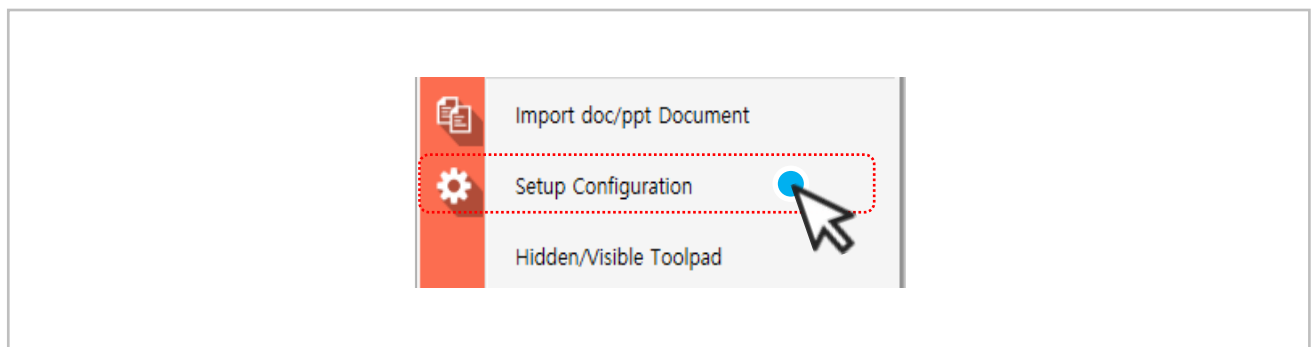 Import doc/ppt Document
Setup Configuration
Hidden/Visible Toolpad